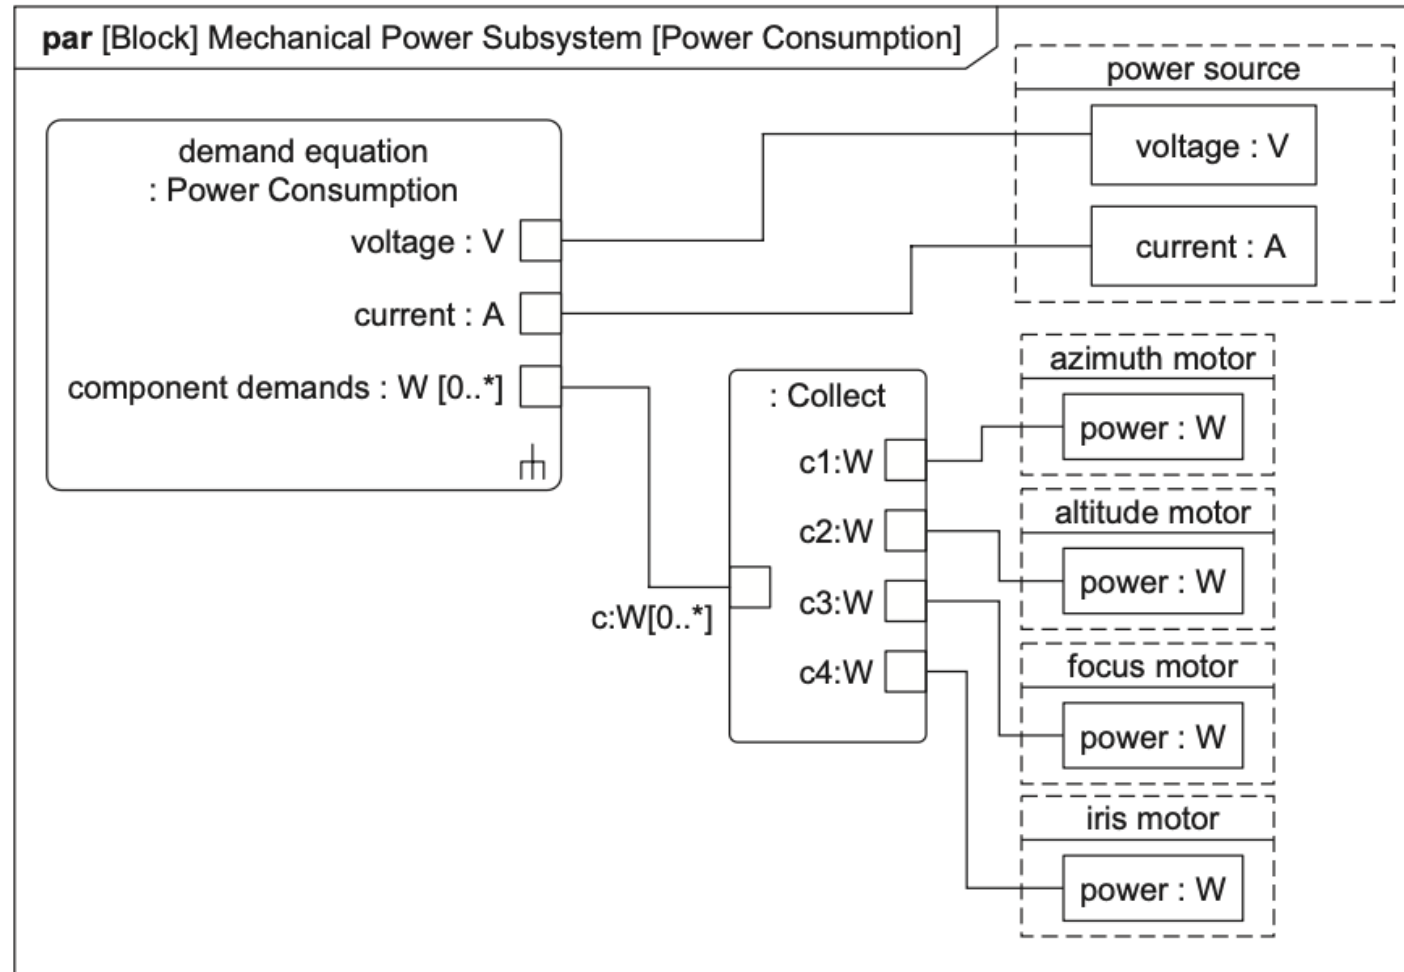 par [Block] Mechanical Power Subsystem [Power Consumption]
power source
voltage : V
current : A
demand equation
: Power Consumption
voltage : V
current : A
component demands : W [0..*]
: Collect
c1:W
c2:W
c3:W
c4:W
c:W[0..*]
azimuth motor
power : W
altitude motor
power : W
focus motor
power : W
iris motor
power : W